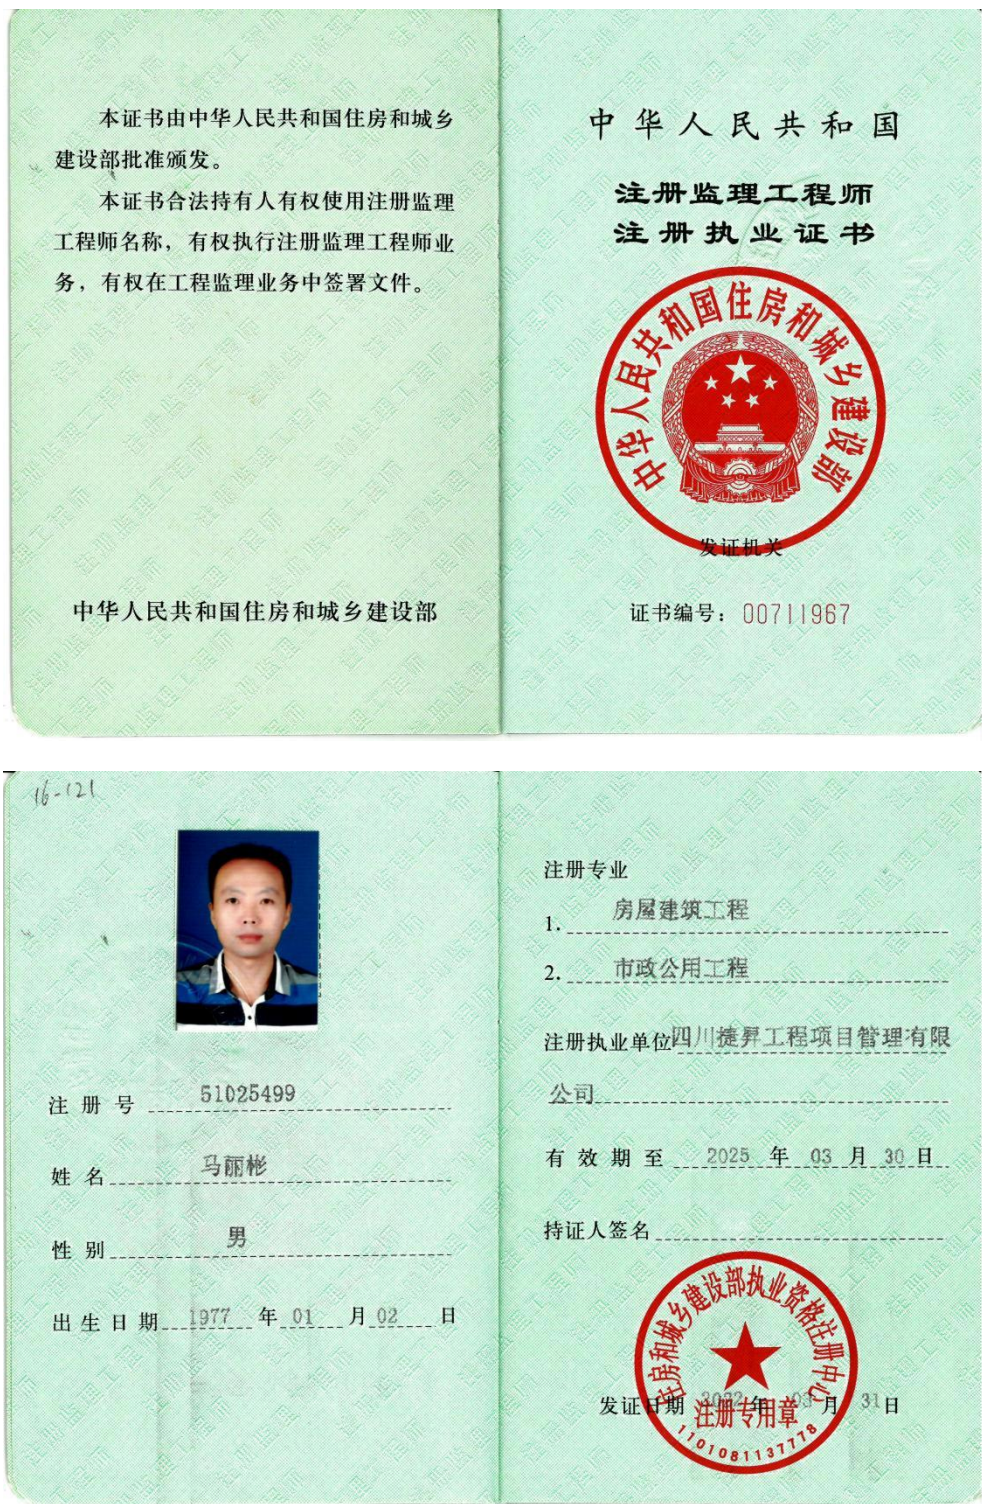 本证书由中华人民共和国住房和城乡
建设部批准颁发。
本证书合法持有人有权使用注册监理
工程师名称，有权执行注册监理工程师业
务，有权在工程监理业务中签署文件。
中华人民共和国住房和城乡建设部
中华人民共和国
注册监理工程师
注册执业证书
中华人民共和国住房和城乡建设部
发证机关
证书编号：00711967
16-121
注册号 51025499
姓名 马丽彬
性别 男
出生日期 1977 年 01 月 02 日
注册专业
1. 房屋建筑工程
2. 市政公用工程
注册执业单位 四川捷昇工程项目管理有限
公司
有效期至 2025 年 03 月 30 日
持证人签名
住房和城乡建设部执业资格注册中心
发证日期 2022 年 03 月 31 日
注册专用章
1101081137778